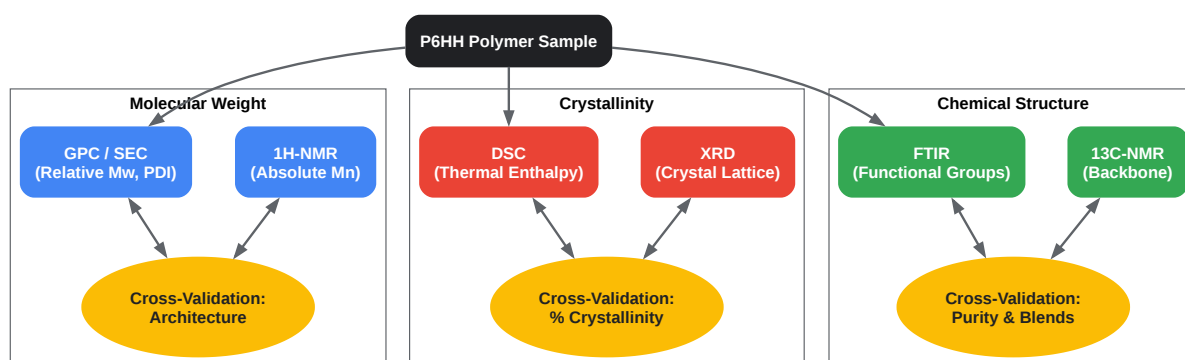 P6HH Polymer Sample
Molecular Weight
Crystallinity
Chemical Structure
GPC / SEC
(Relative Mw, PDI)
1H-NMR
(Absolute Mn)
DSC
(Thermal Enthalpy)
XRD
(Crystal Lattice)
FTIR
(Functional Groups)
13C-NMR
(Backbone)
Cross-Validation:
Architecture
Cross-Validation:
% Crystallinity
Cross-Validation:
Purity & Blends